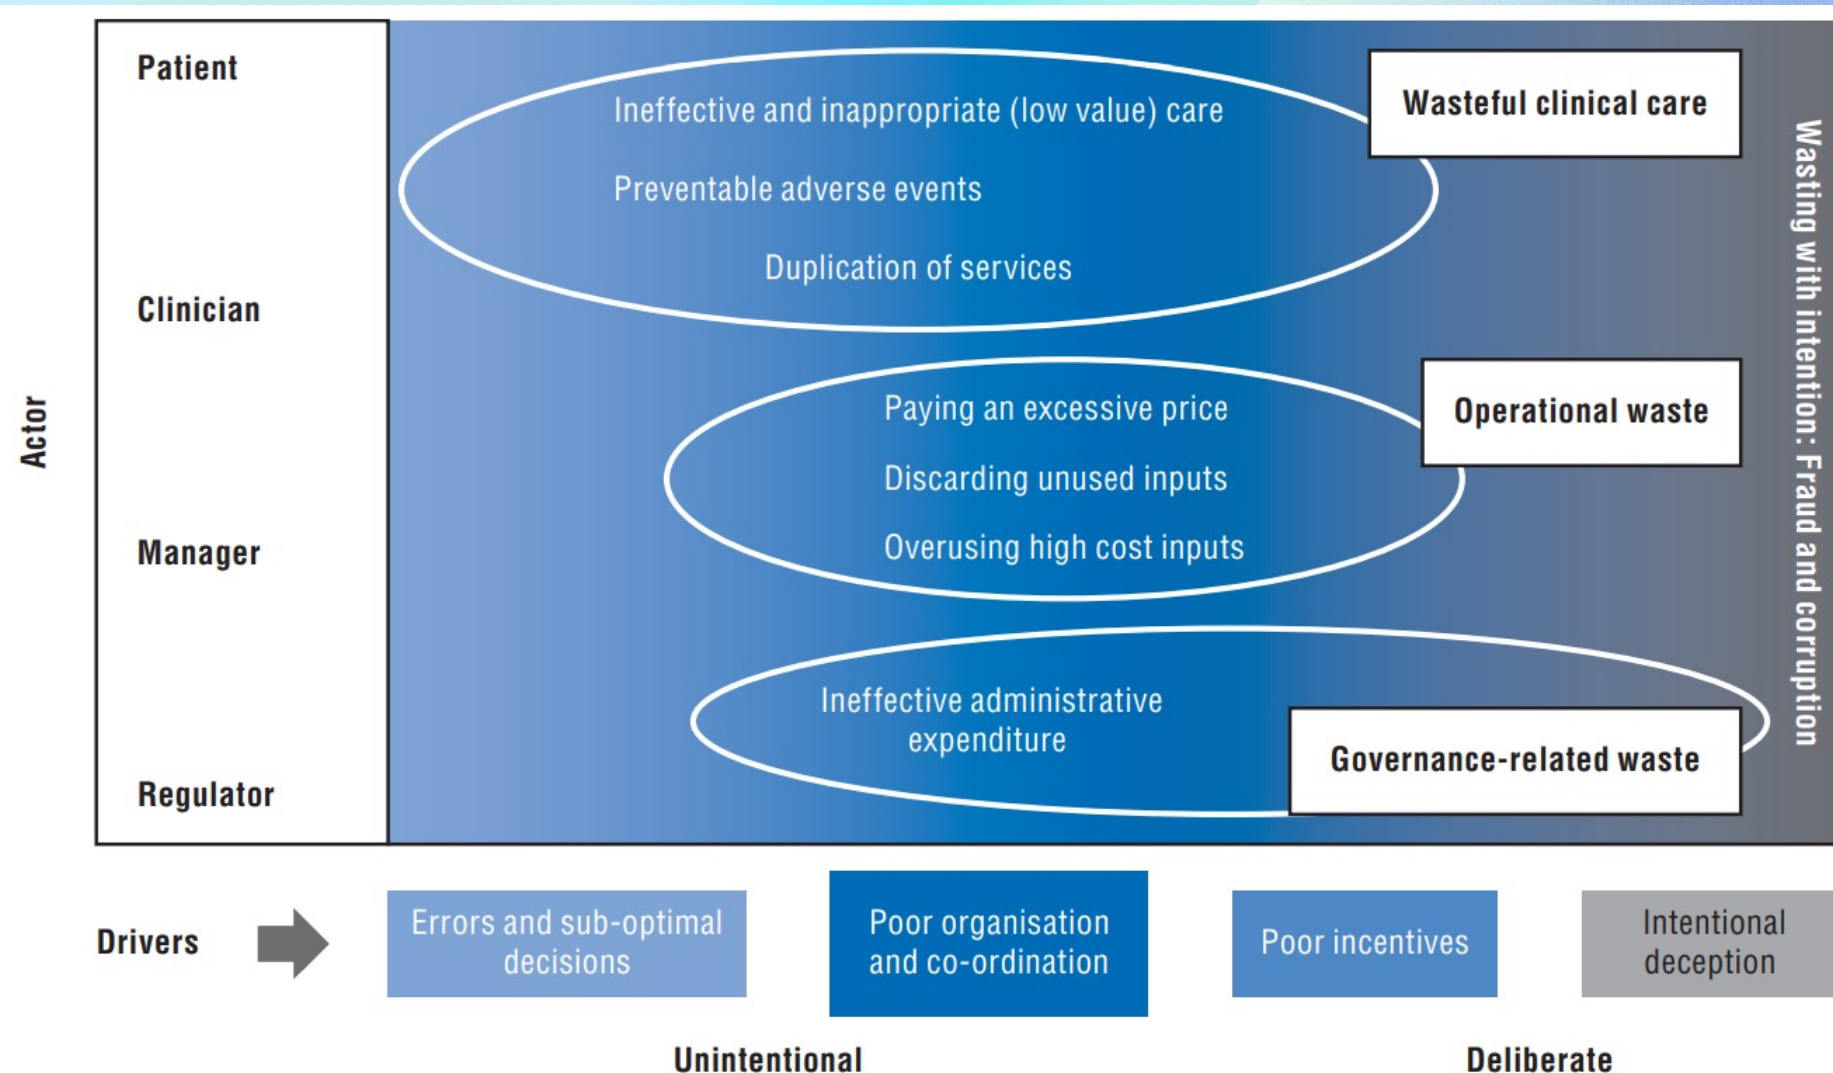 Actor
Patient
Clinician
Manager
Regulator
Ineffective and inappropriate (low value) care
Preventable adverse events
Duplication of services
Wasteful clinical care
Paying an excessive price
Discarding unused inputs
Overusing high cost inputs
Operational waste
Ineffective administrative
expenditure
Governance-related waste
Wasting with intention: Fraud and corruption
Drivers
Errors and sub-optimal
decisions
Poor organisation
and co-ordination
Poor incentives
Intentional
deception
Unintentional
Deliberate